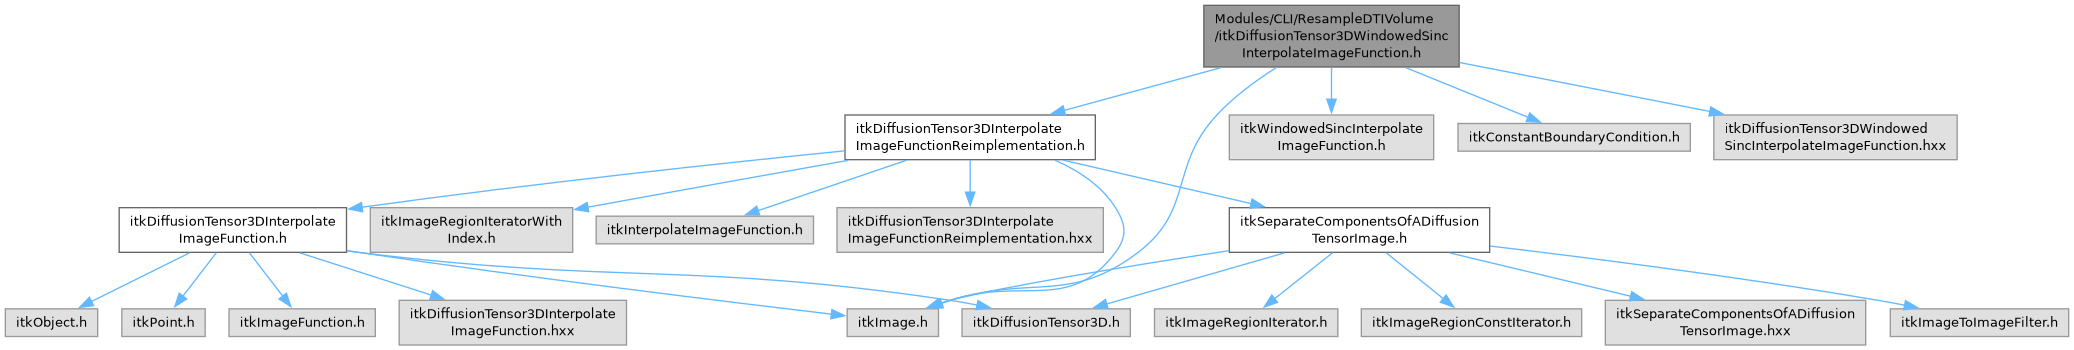 Modules/CLI/ResampleDTIVolume
/itkDiffusionTensor3DWindowedSinc
InterpolateImageFunction.h
itkDiffusionTensor3DInterpolate
ImageFunctionReimplementation.h
itkWindowedSincInterpolate
ImageFunction.h
itkConstantBoundaryCondition.h
itkDiffusionTensor3DWindowed
SincInterpolateImageFunction.hxx
itkDiffusionTensor3DInterpolate
ImageFunction.h
itkImageRegionIteratorWith
Index.h
itkInterpolateImageFunction.h
itkDiffusionTensor3DInterpolate
ImageFunctionReimplementation.hxx
itkSeparateComponentsOfADiffusion
TensorImage.h
itkObject.h
itkPoint.h
itkImageFunction.h
itkDiffusionTensor3DInterpolate
ImageFunction.hxx
itkImage.h
itkDiffusionTensor3D.h
itkImageRegionIterator.h
itkImageRegionConstIterator.h
itkSeparateComponentsOfADiffusion
TensorImage.hxx
itkImageToImageFilter.h